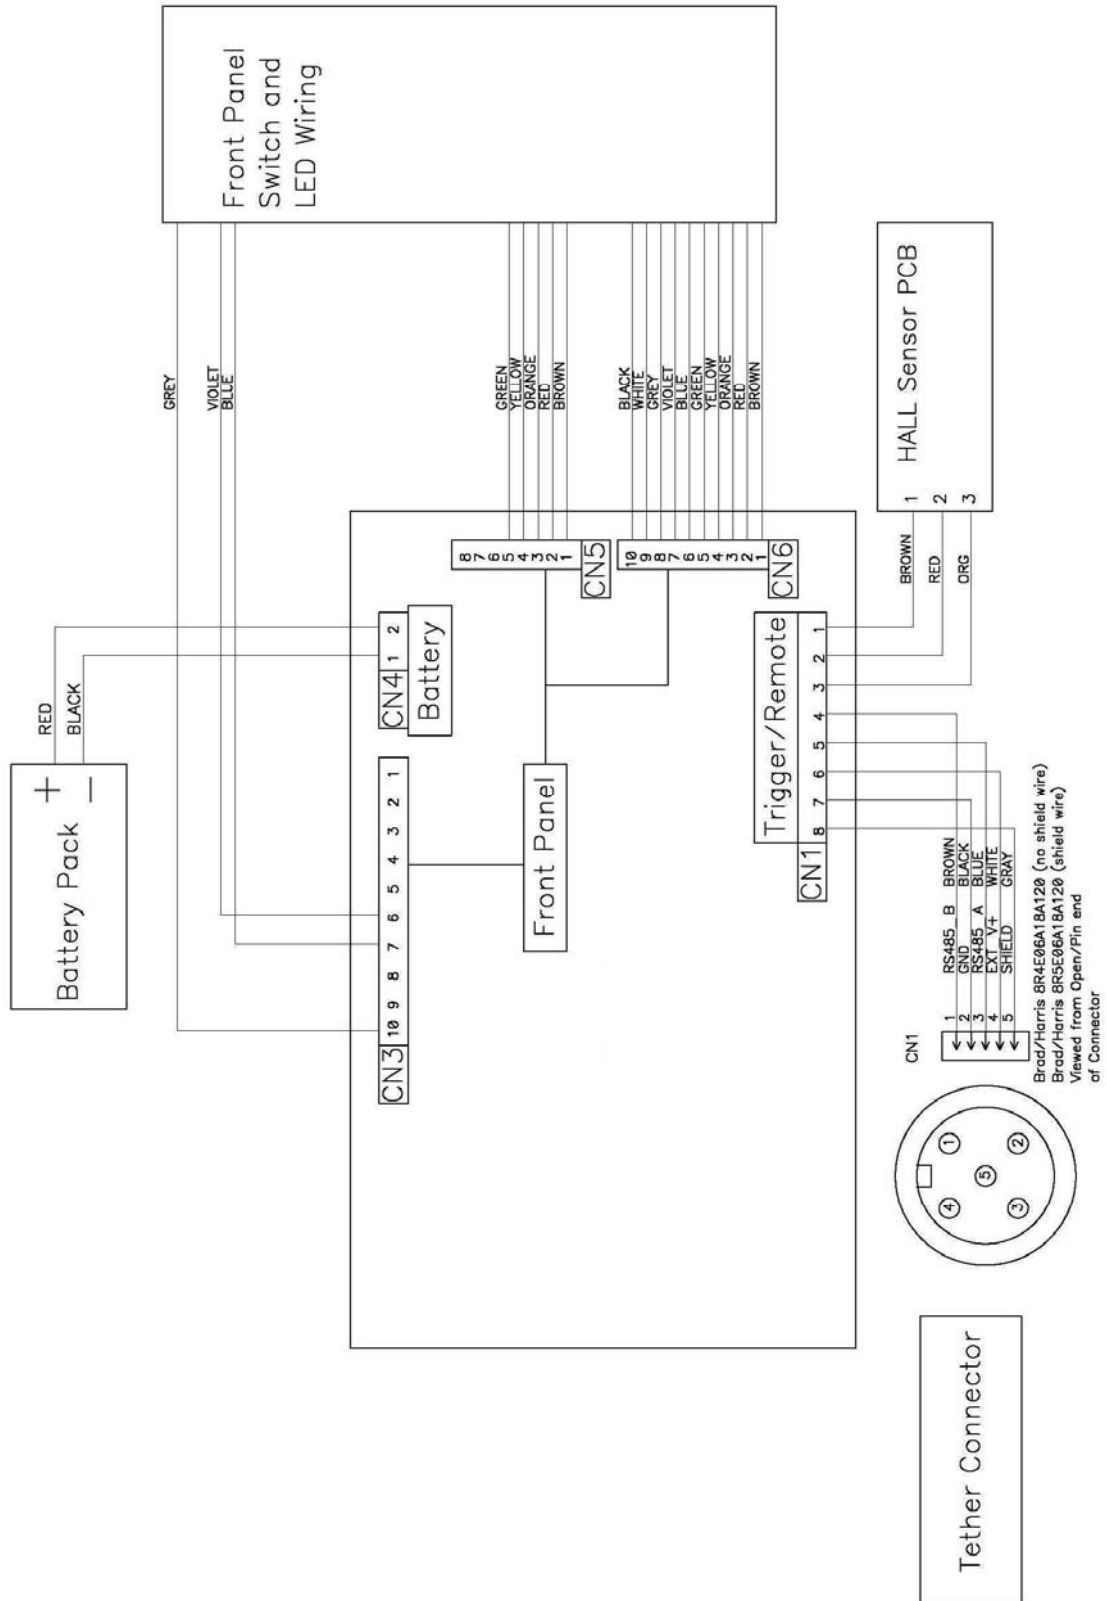 Front Panel
Switch and
LED Wiring
GREY
VIOLET
BLUE
GREEN
YELLOW
ORANGE
RED
BROWN
BLACK
WHITE
GREY
VIOLET
BLUE
GREEN
YELLOW
ORANGE
RED
BROWN
HALL Sensor PCB
1
2
3
BROWN
RED
ORG
Battery Pack
+
−
RED
BLACK
CN4
1 2
Battery
CN5
1 2 3 4 5 6 7 8
CN6
1 2 3 4 5 6 7 8 9 10
CN3
10 9 8 7 6 5 4 3 2 1
Front Panel
Trigger/Remote
CN1
8 7 6 5 4 3 2 1
CN1
1 RS485_B BROWN
2 GND BLACK
3 RS485_A BLUE
4 EXT V+ WHITE
5 SHIELD GRAY
Brad/Harris 8R4E06A18A120 (no shield wire)
Brad/Harris 8R5E06A18A120 (shield wire)
Viewed from Open/Pin end
of Connector
4 1
5
3 2
Tether Connector